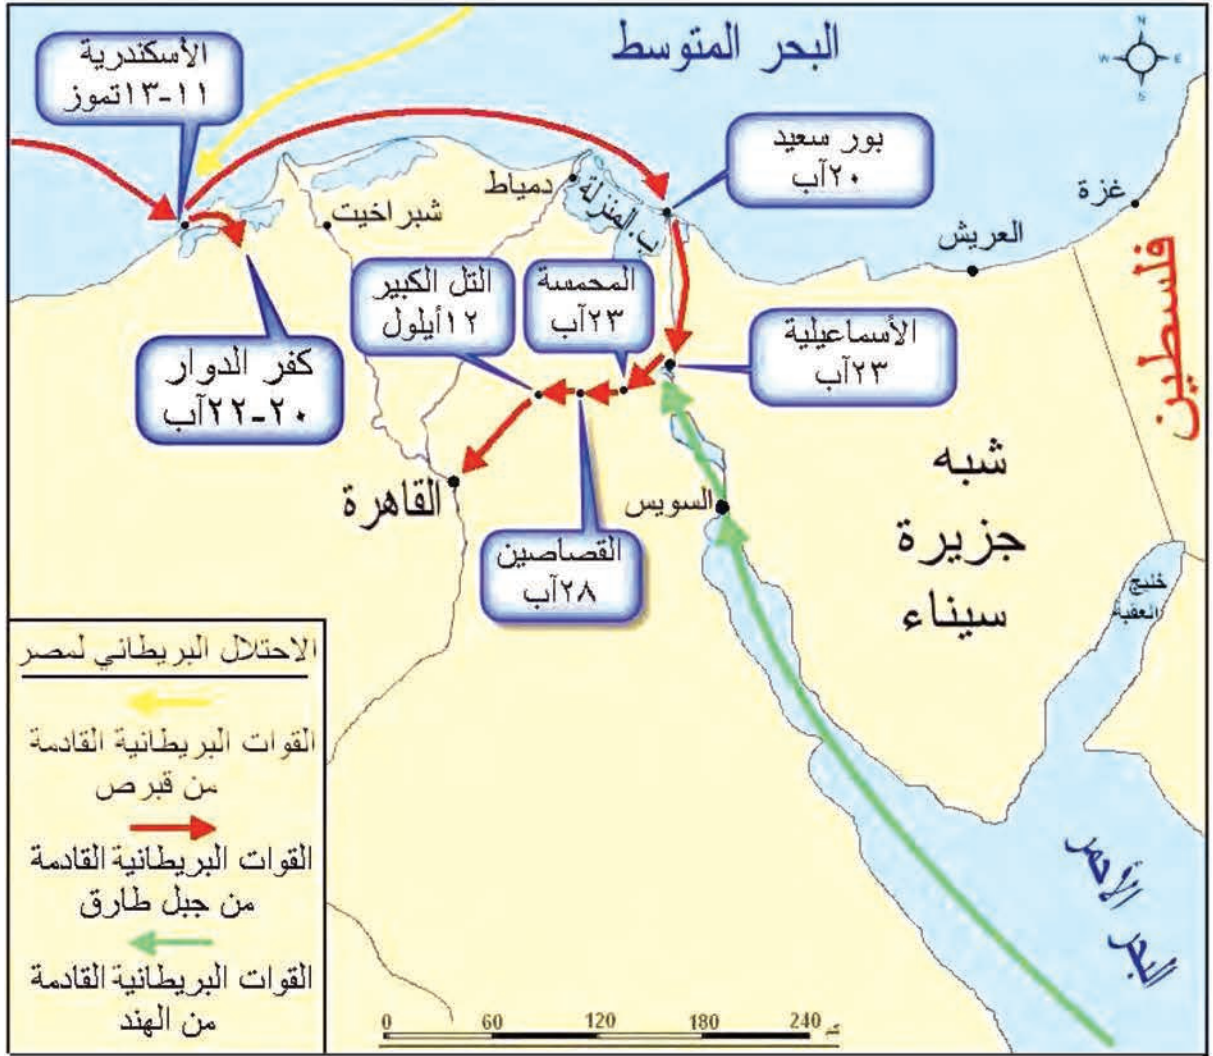 البحر المتوسط
N
W
E
S
الأسكندرية
١١-١٣تموز
بور سعيد
٢٠آب
غزة
دمياط
ب.المنزلة
شبراخيت
العريش
فلسطين
التل الكبير
١٢أيلول
المحمسة
٢٣آب
الأسماعيلية
٢٣آب
كفر الدوار
٢٠-٢٢آب
القاهرة
السويس
شبه
جزيرة
سيناء
القصاصين
٢٨آب
خليج
العقبة
البحر الأحمر
الاحتلال البريطاني لمصر
القوات البريطانية القادمة
من قبرص
القوات البريطانية القادمة
من جبل طارق
القوات البريطانية القادمة
من الهند
0 60 120 180 240 كم